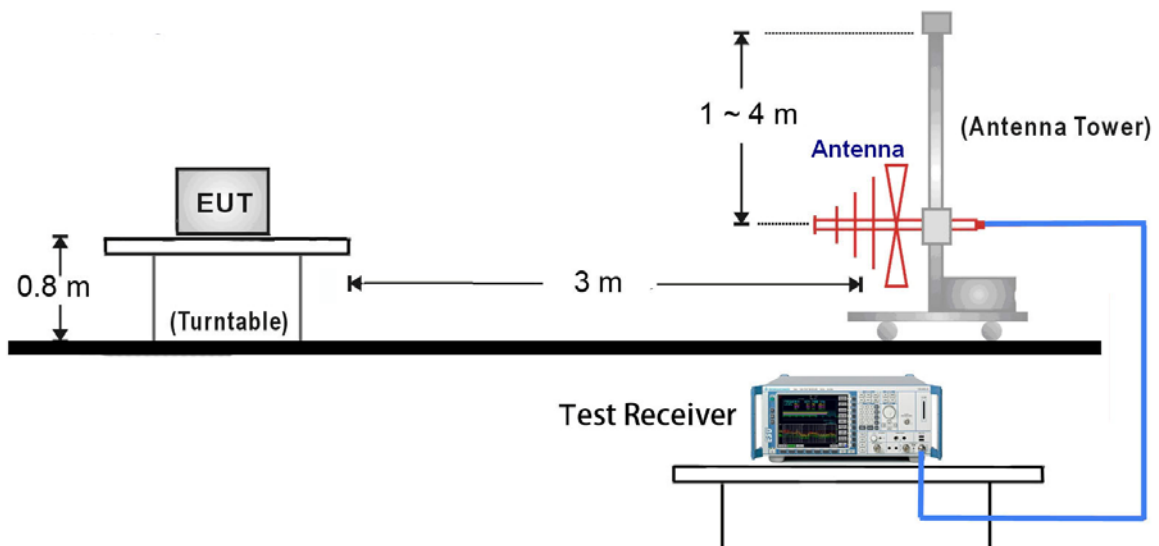 1 ~ 4 m
(Antenna Tower)
Antenna
EUT
0.8 m
3 m
(Turntable)
Test Receiver